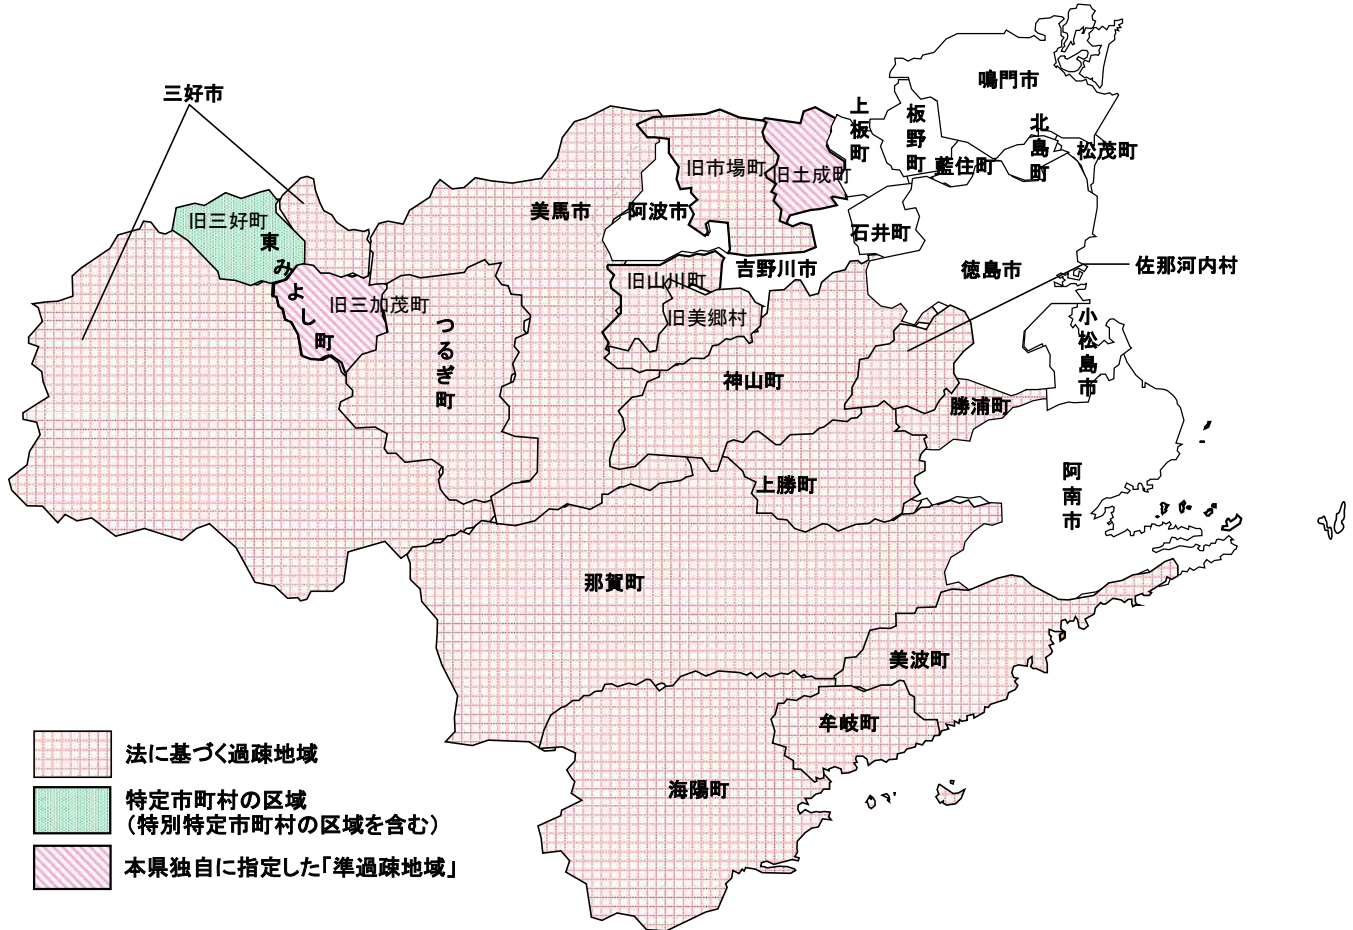 三好市
鳴門市
上板町
板野町
北島町
松茂町
藍住町
旧市場町
旧土成町
美馬市
阿波市
旧三好町
東みよし町
石井町
佐那河内村
吉野川市
徳島市
旧山川町
旧三加茂町
旧美郷村
つるぎ町
小松島市
神山町
勝浦町
上勝町
阿南市
那賀町
美波町
牟岐町
海陽町
法に基づく過疎地域
特定市町村の区域
（特別特定市町村の区域を含む）
本県独自に指定した「準過疎地域」